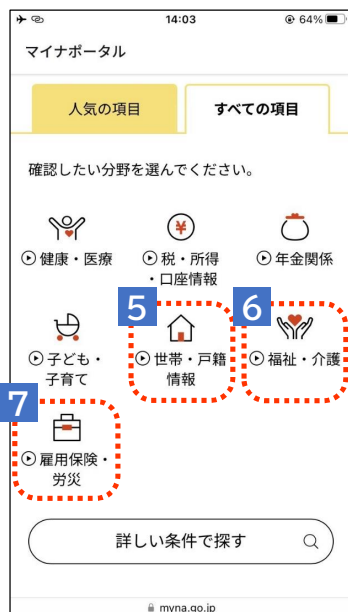 14:03
64%
マイナポータル
人気の項目
すべての項目
確認したい分野を選んでください。
健康・医療
税・所得
・口座情報
年金関係
5
6
子ども・
子育て
世帯・戸籍
情報
福祉・介護
7
雇用保険・
労災
詳しい条件で探す
myna.go.jp